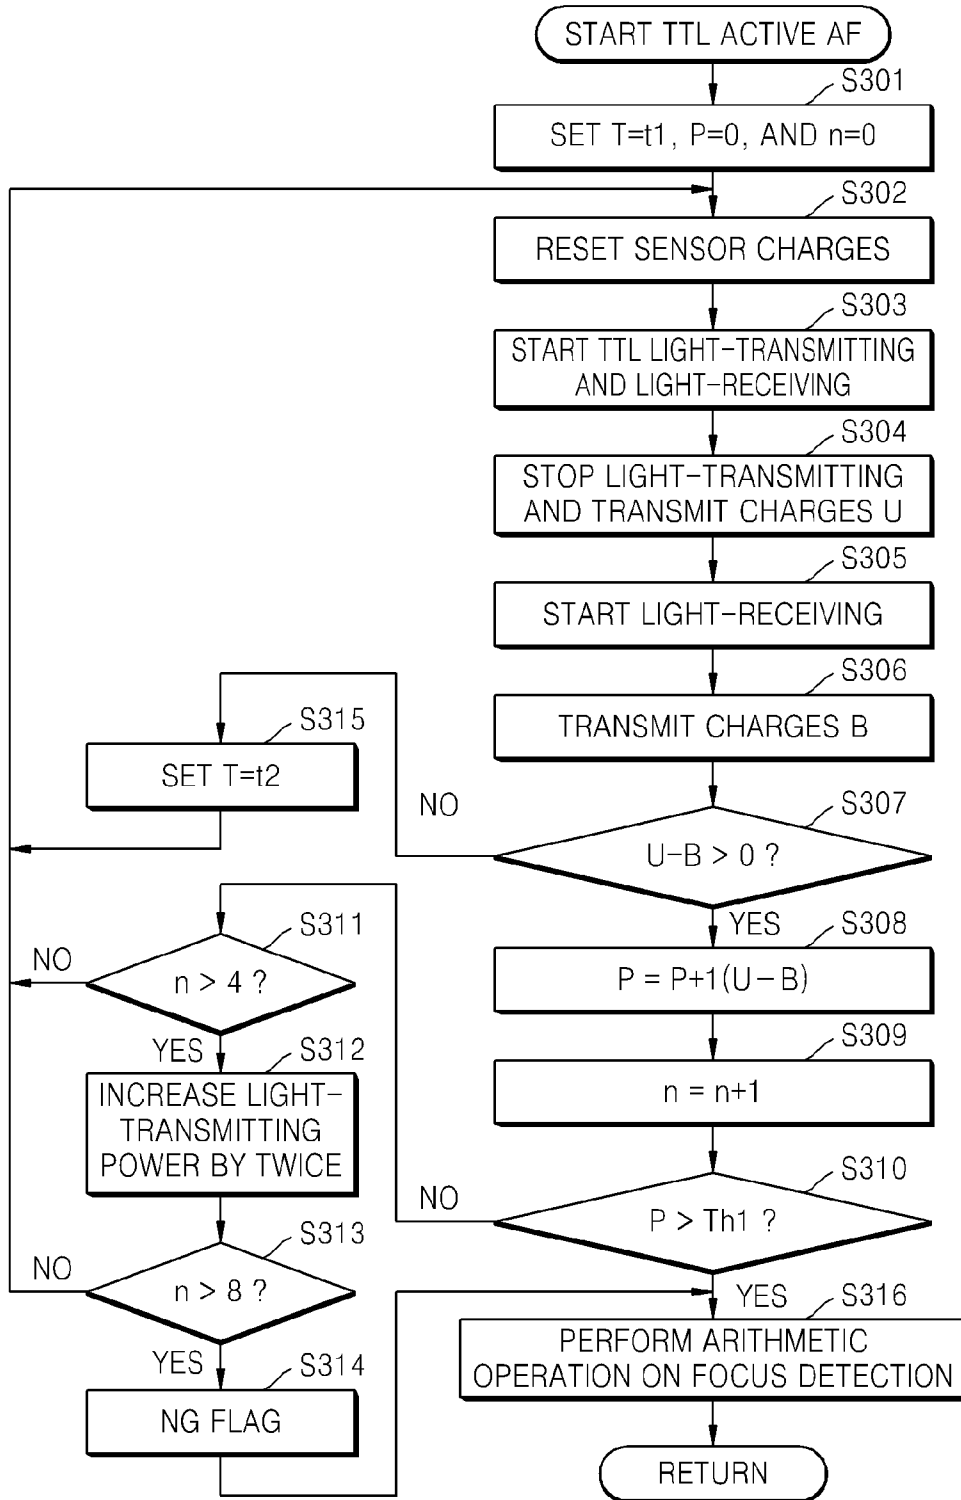 START TTL ACTIVE AF
S301
SET T=t1, P=0, AND n=0
S302
RESET SENSOR CHARGES
S303
START TTL LIGHT-TRANSMITTING
AND LIGHT-RECEIVING
S304
STOP LIGHT-TRANSMITTING
AND TRANSMIT CHARGES U
S305
START LIGHT-RECEIVING
S306
TRANSMIT CHARGES B
S307
U-B > 0 ?
NO
YES
S315
SET T=t2
S308
P = P+1(U-B)
S309
n = n+1
S310
P > Th1 ?
NO
YES
S311
n > 4 ?
NO
YES
S312
INCREASE LIGHT-
TRANSMITTING
POWER BY TWICE
S313
n > 8 ?
NO
YES
S314
NG FLAG
S316
PERFORM ARITHMETIC
OPERATION ON FOCUS DETECTION
RETURN